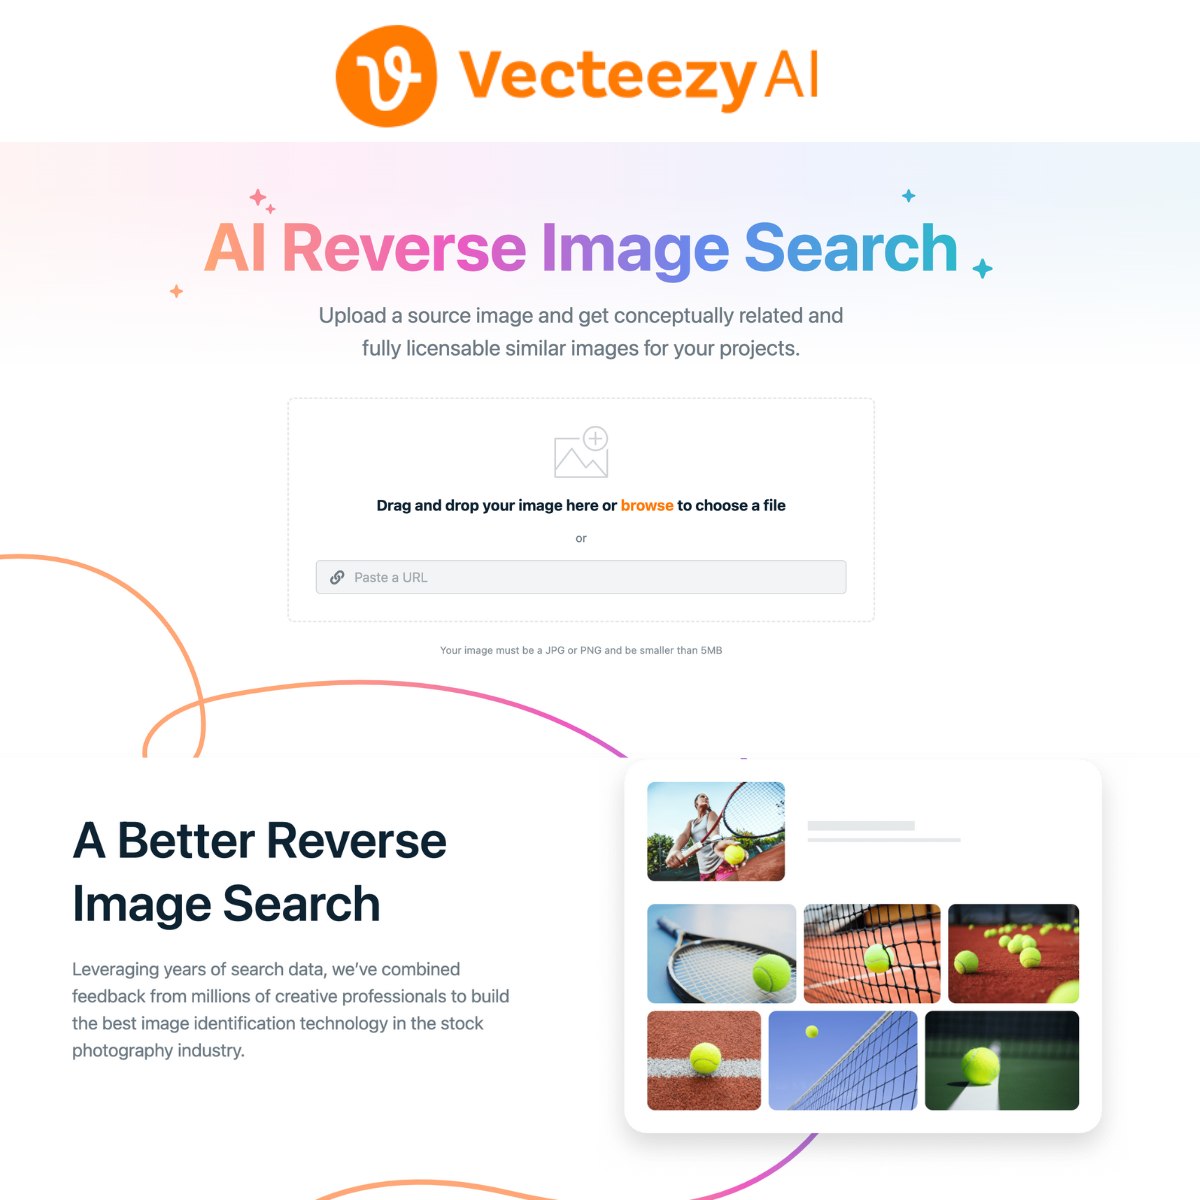 Vecteezy AI
AI Reverse Image Search
Upload a source image and get conceptually related and
fully licensable similar images for your projects.
Drag and drop your image here or browse to choose a file
or
Paste a URL
Your image must be a JPG or PNG and be smaller than 5MB
A Better Reverse
Image Search
Leveraging years of search data, we’ve combined
feedback from millions of creative professionals to build
the best image identification technology in the stock
photography industry.